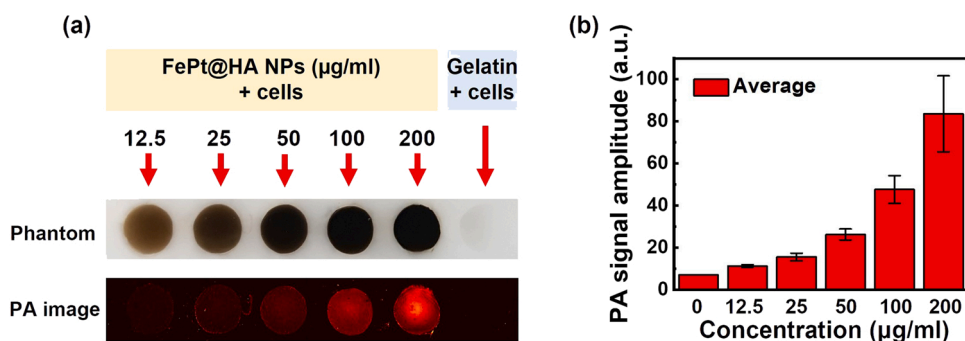 (a)
FePt@HA NPs (µg/ml)
+ cells
Gelatin
+ cells
12.5 25 50 100 200
Phantom
PA image
(b)
PA signal amplitude (a.u.)
100
80
60
40
20
0
Average
0 12.5 25 50 100 200
Concentration (µg/ml)